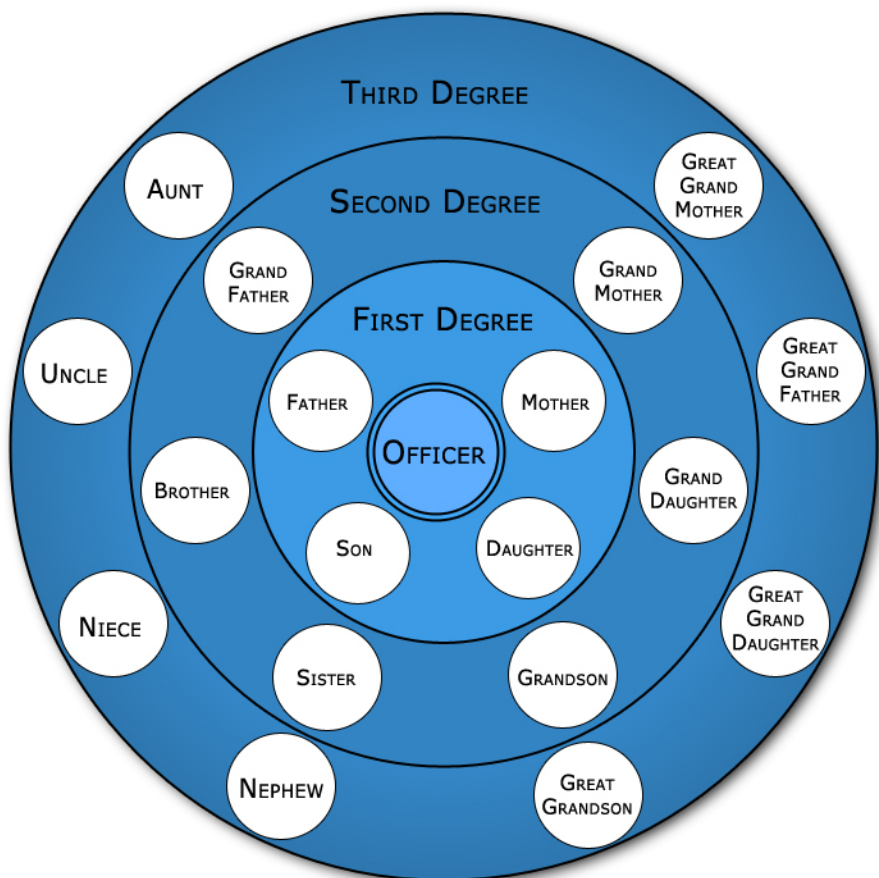 THIRD DEGREE
AUNT
GREAT
GRAND
MOTHER
SECOND DEGREE
GRAND
FATHER
GRAND
MOTHER
FIRST DEGREE
UNCLE
GREAT
GRAND
FATHER
FATHER
MOTHER
OFFICER
BROTHER
GRAND
DAUGHTER
SON
DAUGHTER
NIECE
GREAT
GRAND
DAUGHTER
SISTER
GRANDSON
NEPHEW
GREAT
GRANDSON